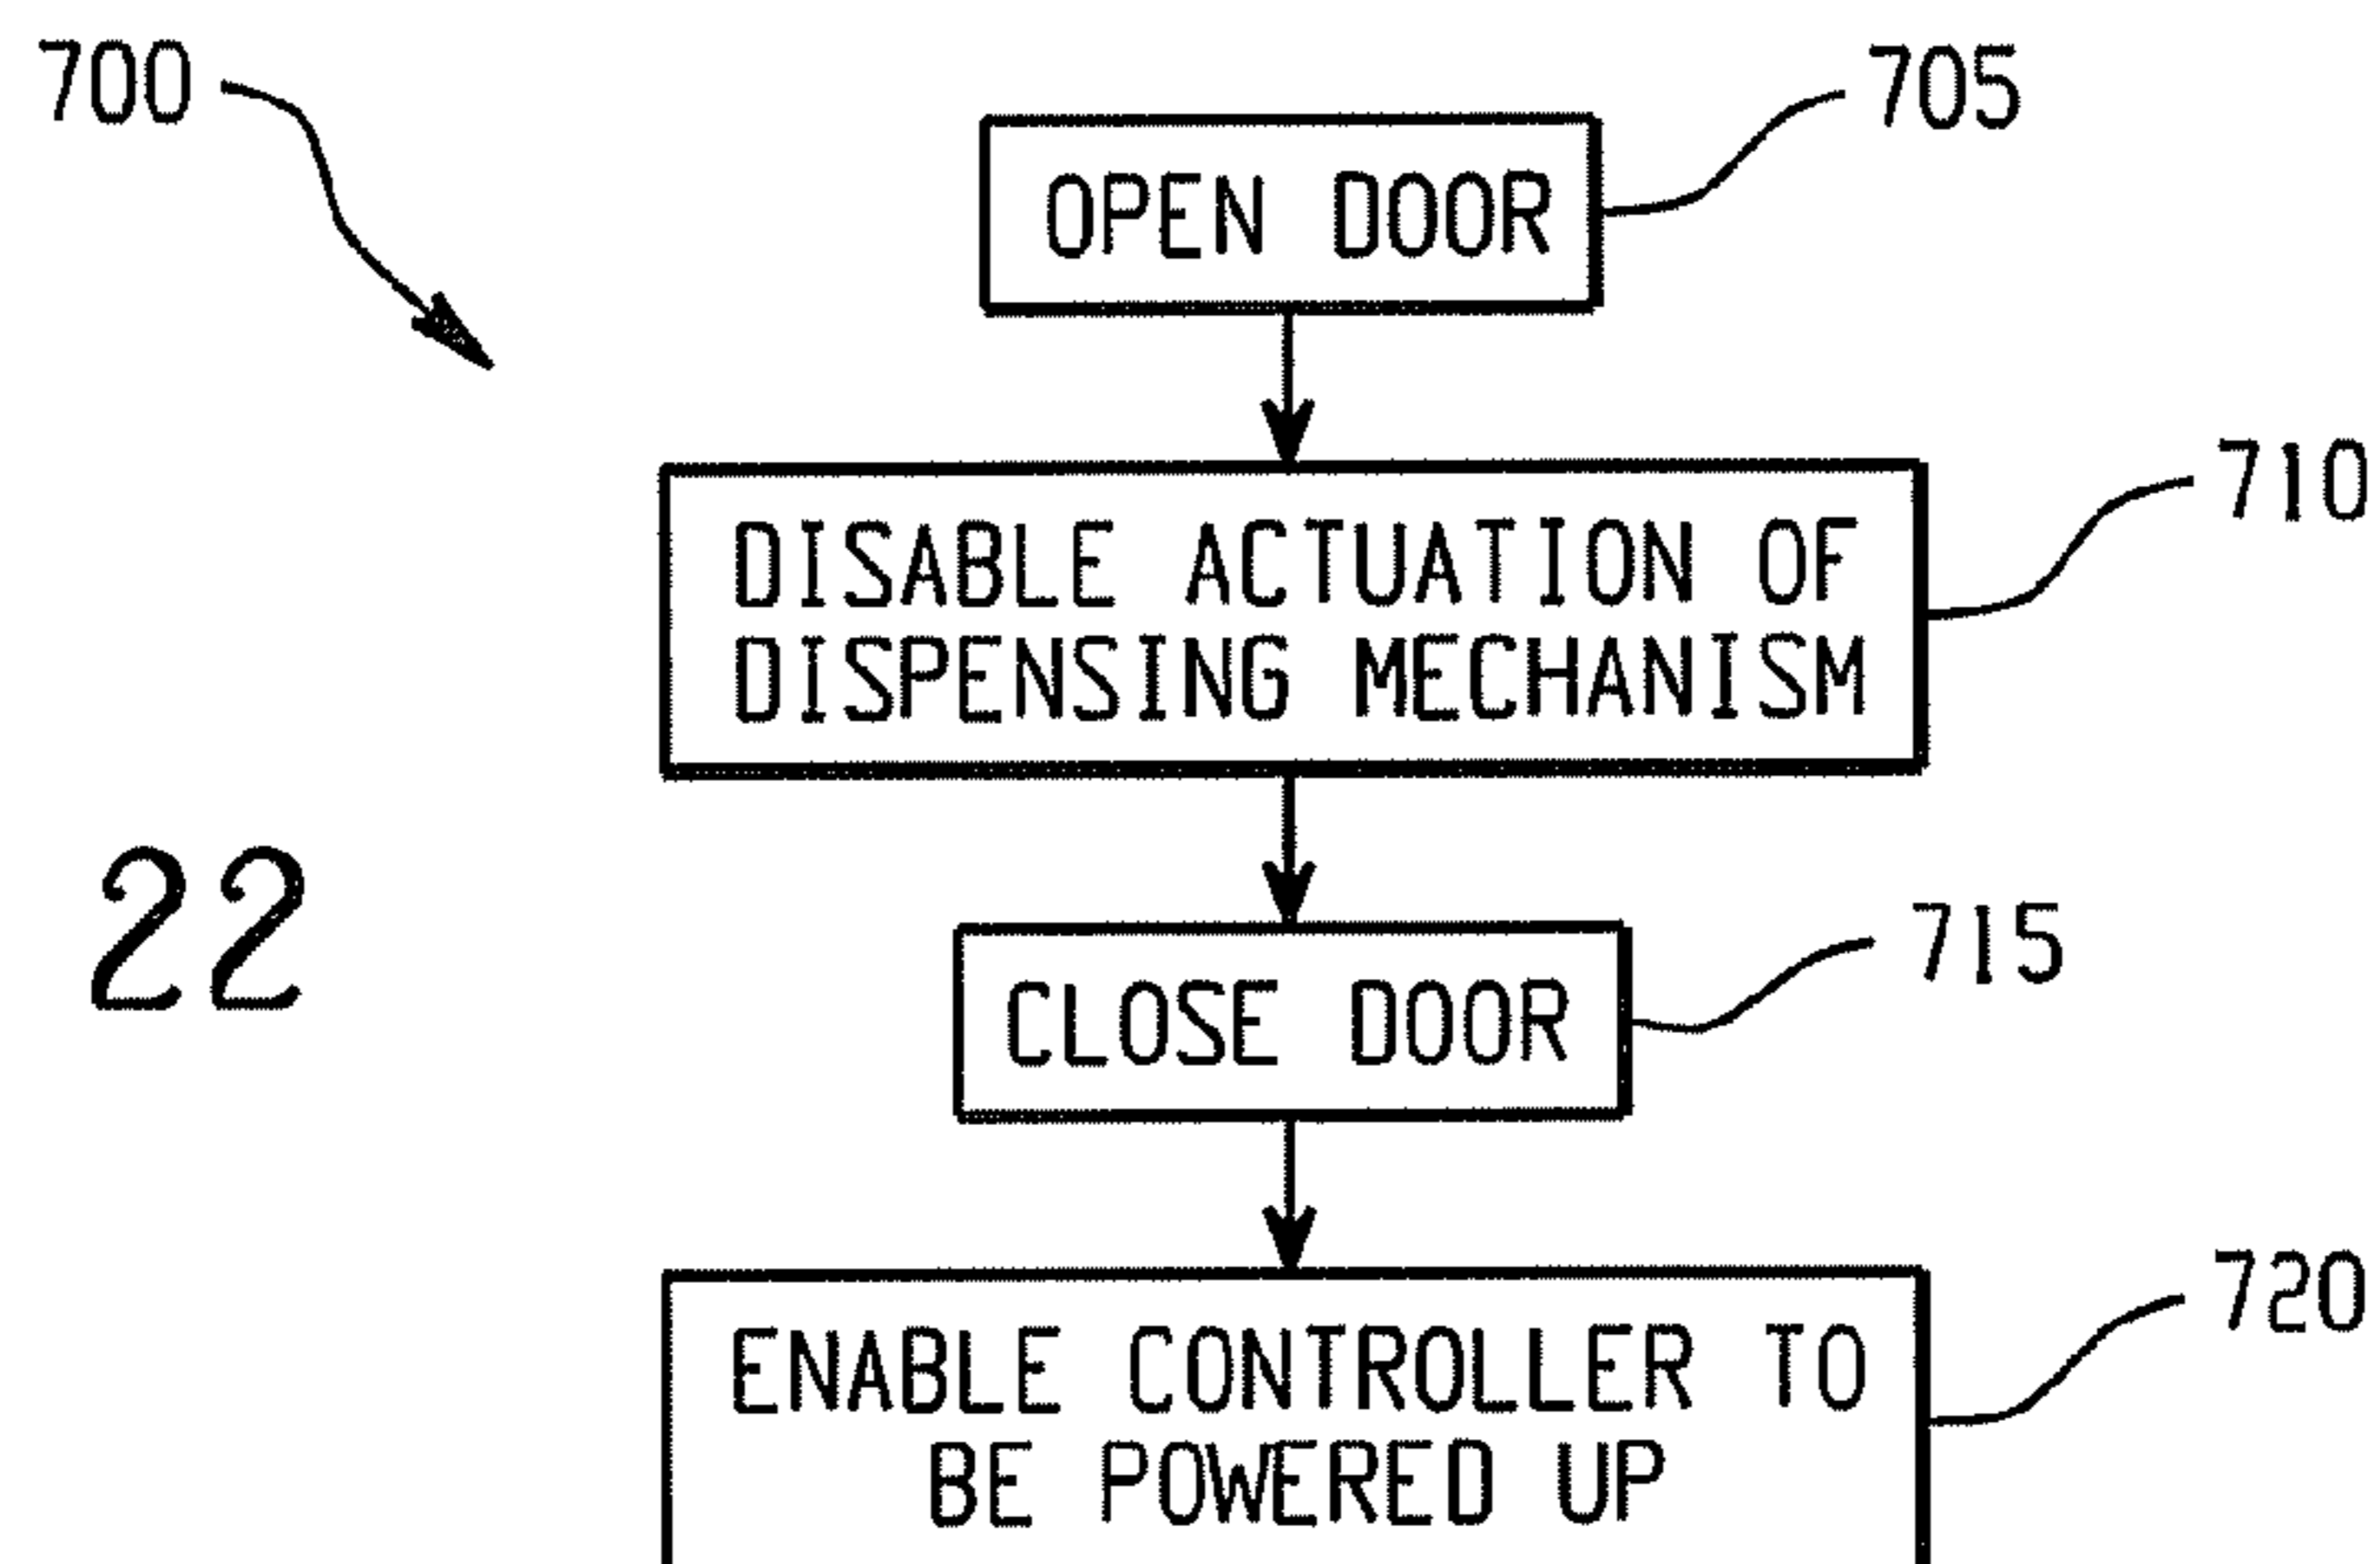 700
705
OPEN DOOR
710
DISABLE ACTUATION OF
DISPENSING MECHANISM
22
715
CLOSE DOOR
720
ENABLE CONTROLLER TO
BE POWERED UP